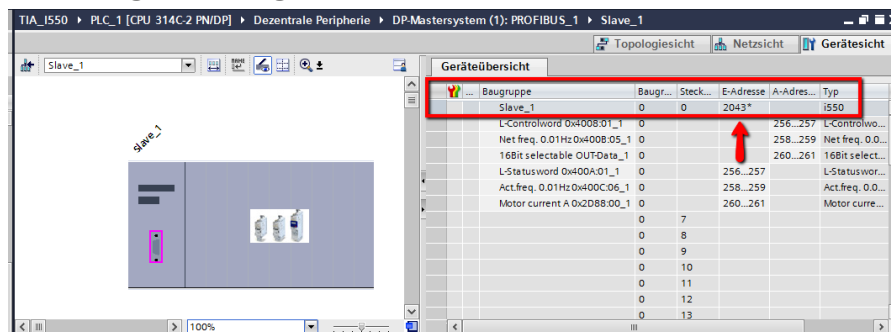 TIA_I550 ▸ PLC_1 [CPU 314C-2 PN/DP] ▸ Dezentrale Peripherie ▸ DP-Mastersystem (1): PROFIBUS_1 ▸ Slave_1
Topologiesicht Netzsicht Gerätesicht
Slave_1
Geräteübersicht
... Baugruppe Baugr... Steck... E-Adresse A-Adres... Typ
Slave_1 0 0 2043* i550
L-Controlword 0x4008:01_1 0 256...257 L-Controlwo...
Net freq. 0.01Hz 0x400B:05_1 0 258...259 Net freq. 0.0...
16Bit selectable OUT-Data_1 0 260...261 16Bit select...
L-Statusword 0x400A:01_1 0 256...257 L-Statuswor...
Act.freq. 0.01Hz 0x400C:06_1 0 258...259 Act.freq. 0.0...
Motor current A 0x2D88:00_1 0 260...261 Motor curre...
0 7
0 8
0 9
0 10
0 11
0 12
0 13
Slave_1
100%